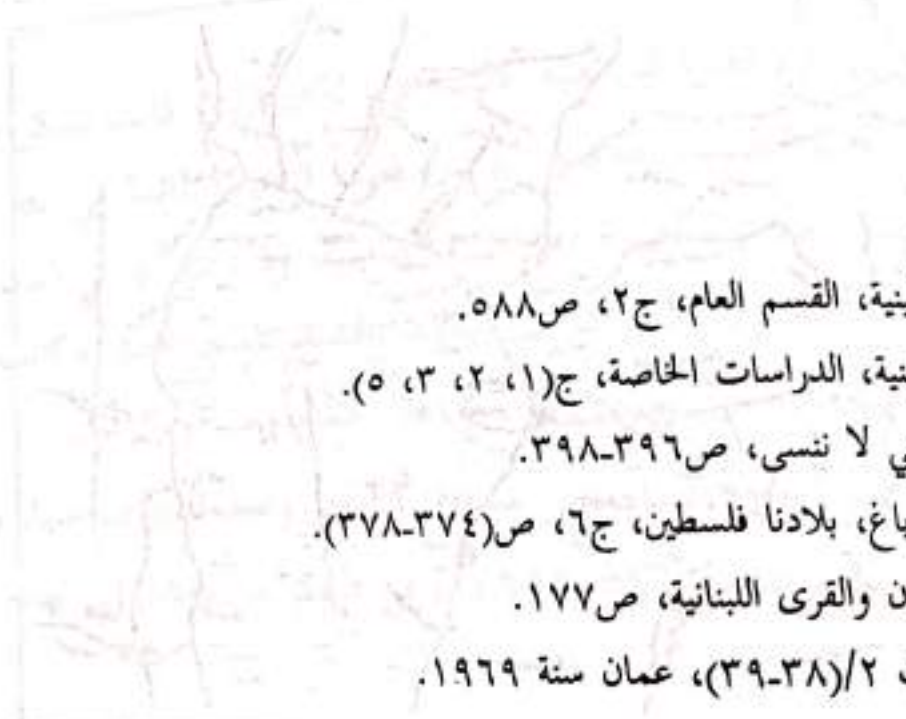 ينية، القسم العام، ج٢، ص٥٨٨.
نية، الدراسات الخاصة، ج(١، ٢، ٣، ٥).
ي لا ننسى، ص٣٩٦-٣٩٨.
باغ، بلادنا فلسطين، ج٦، ص(٣٧٤-٣٧٨).
ن والقرى اللبنانية، ص١٧٧.
٢/(٣٨-٣٩)، عمان سنة ١٩٦٩.